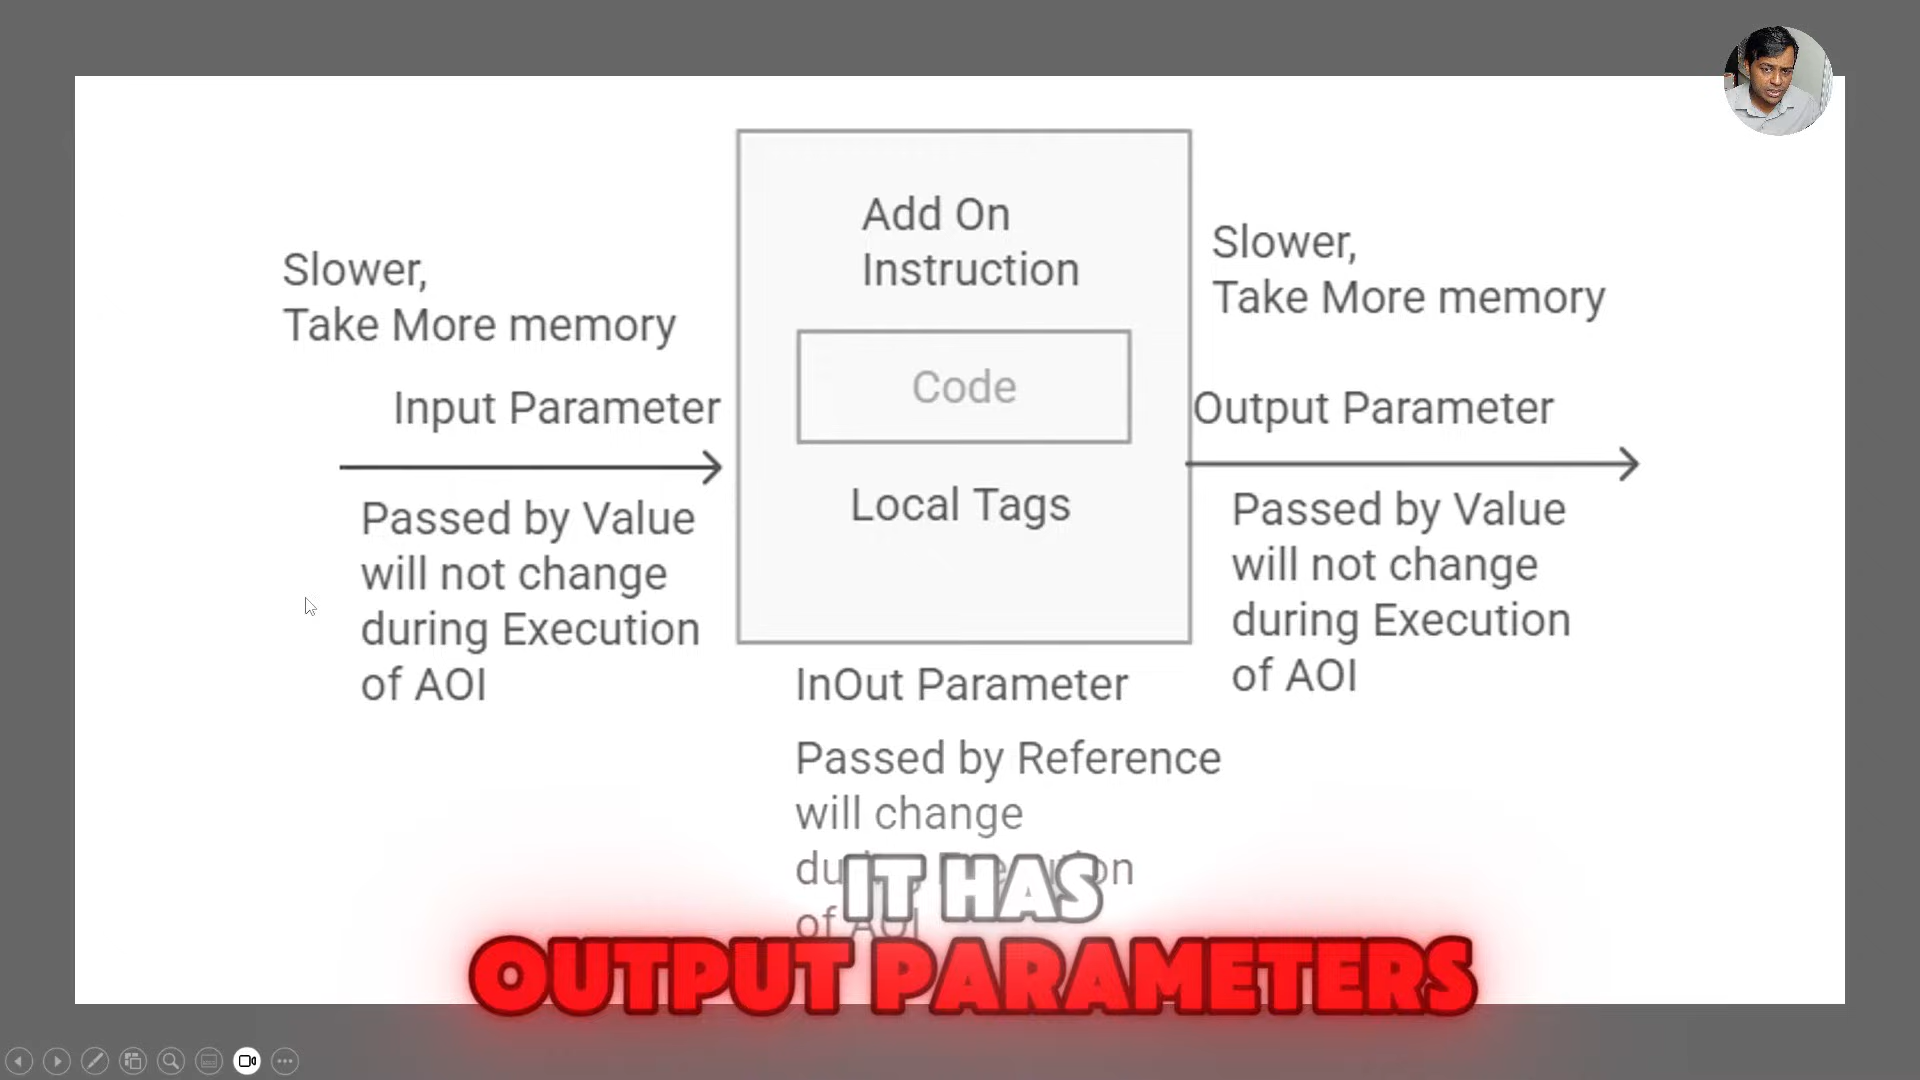 Add On
Instruction
Code
Local Tags
Slower,
Take More memory
Input Parameter
Passed by Value
will not change
during Execution
of AOI
Slower,
Take More memory
Output Parameter
Passed by Value
will not change
during Execution
of AOI
InOut Parameter
Passed by Reference
will change
of AOI
IT HAS
OUTPUT PARAMETERS